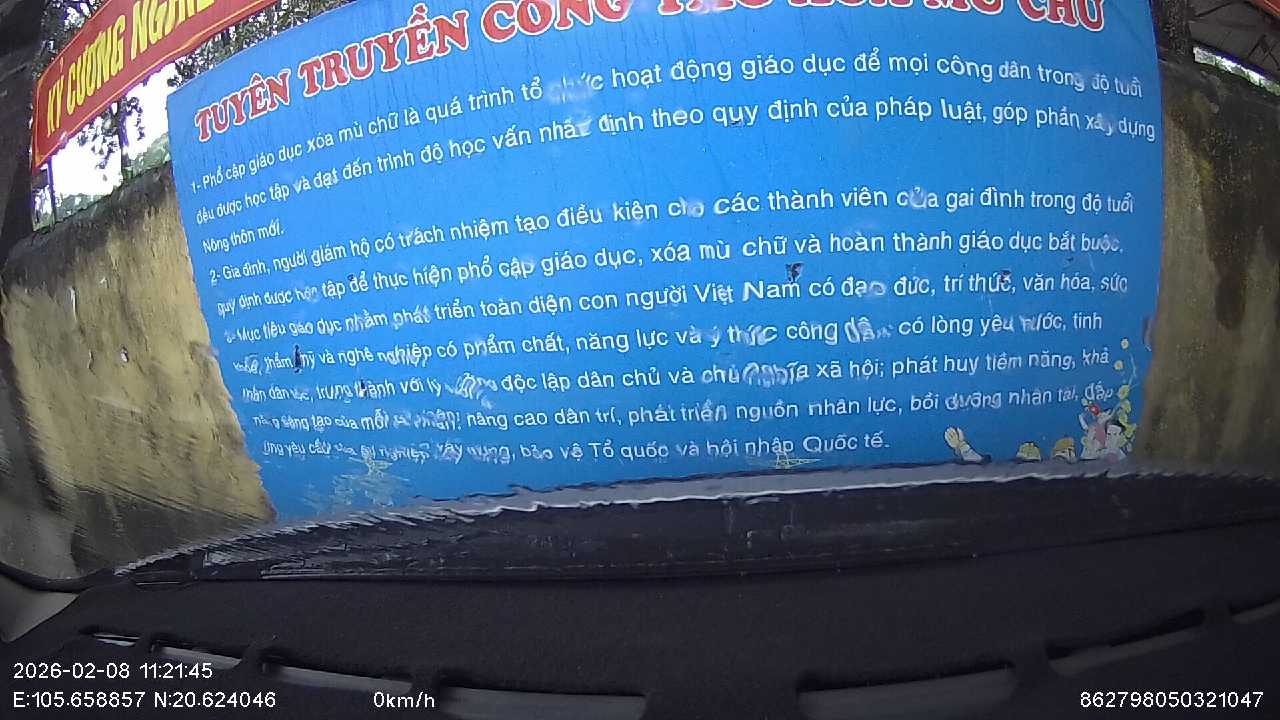 KỶ CƯƠNG NGHIÊ
TUYÊN TRUYỀN CÔNG TÁC XÓA MÙ CHỮ
1- Phổ cập giáo dục xóa mù chữ là quá trình tổ chức hoạt động giáo dục để mọi công dân trong độ tuổi
đều được học tập và đạt đến trình độ học vấn nhất định theo quy định của pháp luật, góp phần xây dựng
Nông thôn mới.
2- Gia đình, người giám hộ có trách nhiệm tạo điều kiện cho các thành viên của gai đình trong độ tuổi
quy định được học tập để thực hiện phổ cập giáo dục, xóa mù chữ và hoàn thành giáo dục bắt buộc.
3- Mục tiêu giáo dục nhằm phát triển toàn diện con người Việt Nam có đạo đức, tri thức, văn hóa, sức
khỏe, thẩm mỹ và nghề nghiệp có phẩm chất, năng lực và ý thức công dân; có lòng yêu nước, tinh
thần dân tộc, trung thành với lý tưởng độc lập dân chủ và chủ nghĩa xã hội; phát huy tiềm năng, khả
năng sáng tạo của mỗi cá nhân; nâng cao dân trí, phát triển nguồn nhân lực, bồi dưỡng nhân tài, đáp
ứng yêu cầu của sự nghiệp xây dựng, bảo vệ Tổ quốc và hội nhập Quốc tế.
2026-02-08 11:21:45
E:105.658857 N:20.624046 0km/h 862798050321047